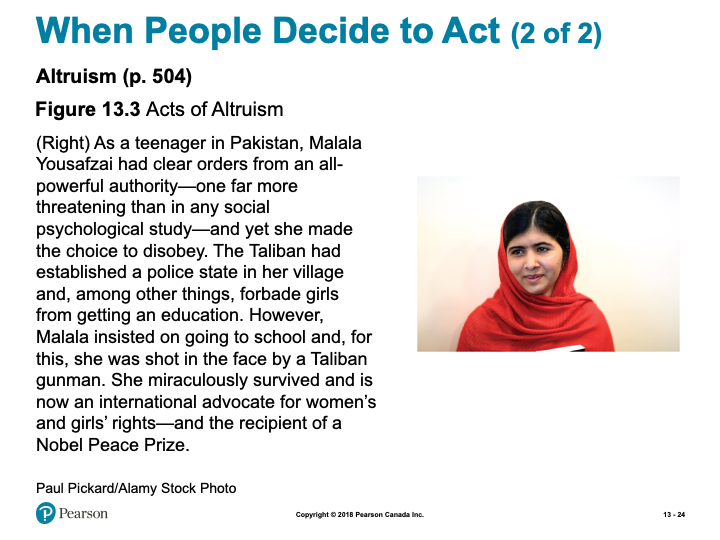 When People Decide to Act (2 of 2)
Altruism (p. 504)
Figure 13.3 Acts of Altruism
(Right) As a teenager in Pakistan, Malala
Yousafzai had clear orders from an all-
powerful authority—one far more
threatening than in any social
psychological study—and yet she made
the choice to disobey. The Taliban had
established a police state in her village
and, among other things, forbade girls
from getting an education. However,
Malala insisted on going to school and, for
this, she was shot in the face by a Taliban
gunman. She miraculously survived and is
now an international advocate for women’s
and girls’ rights—and the recipient of a
Nobel Peace Prize.
Paul Pickard/Alamy Stock Photo
P Pearson
Copyright © 2018 Pearson Canada Inc.
13 - 24